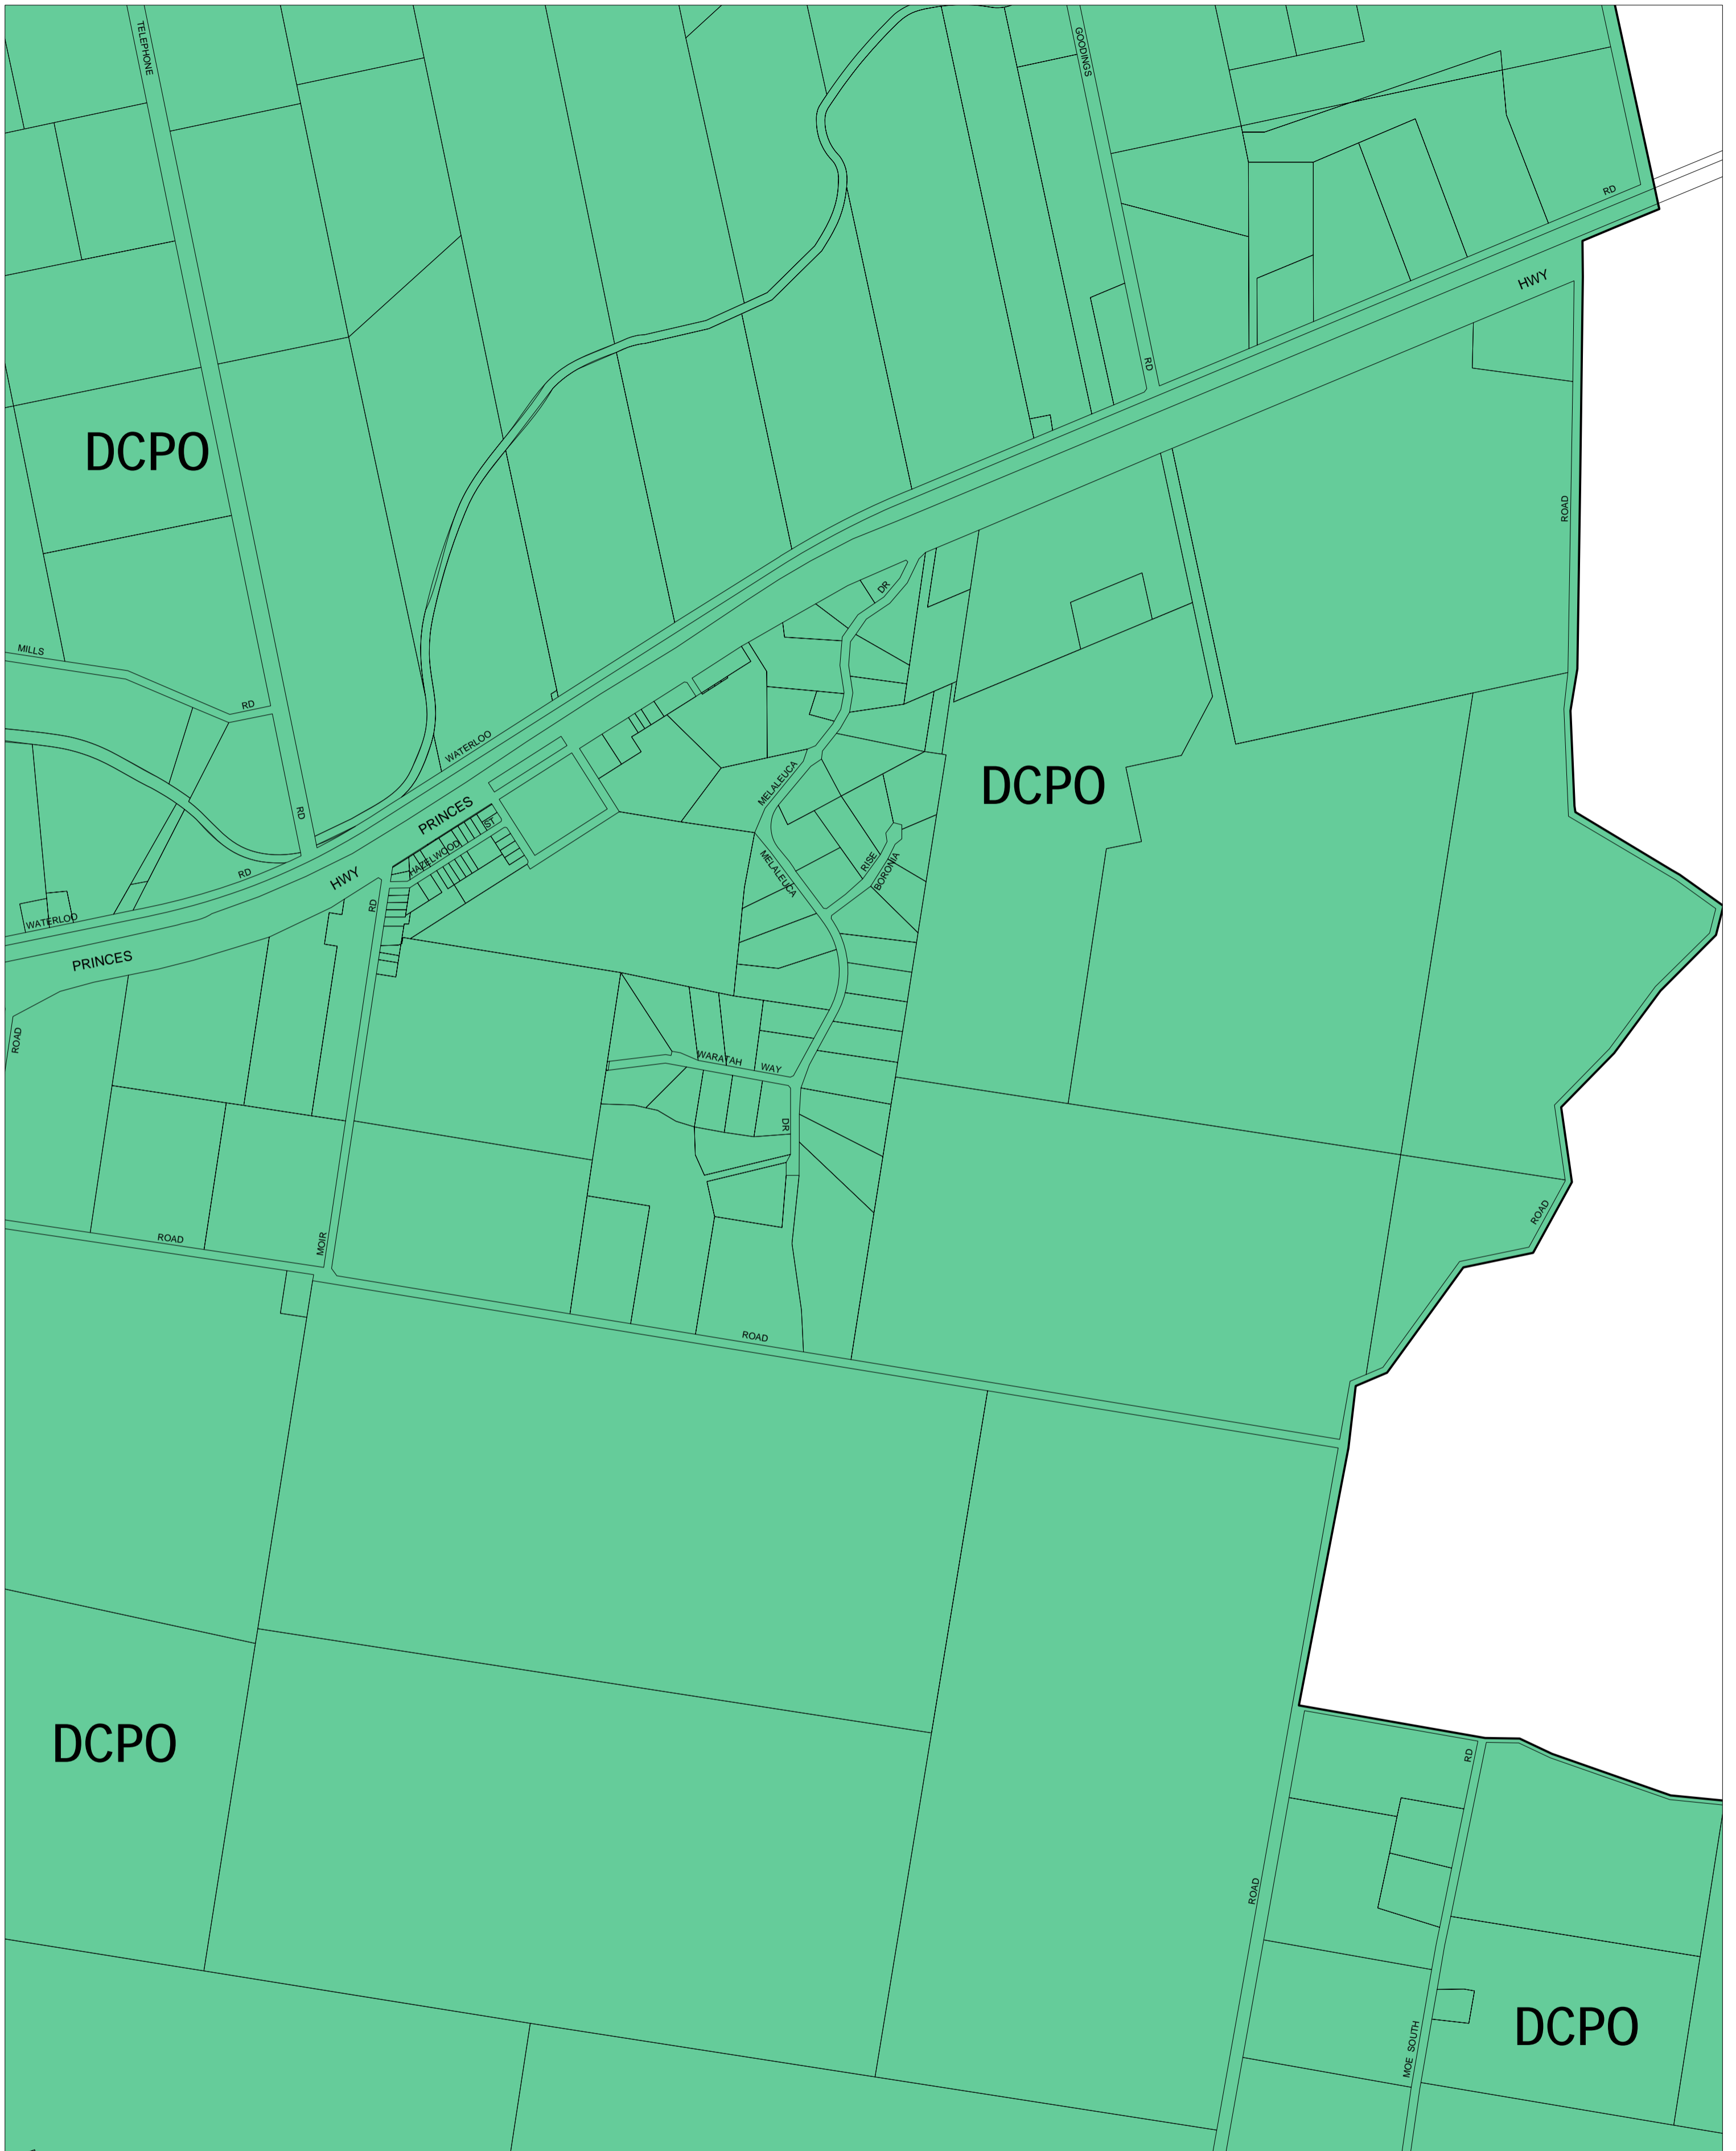 TELEPHONE
GOODINGS
RD
HWY
RD
DCPO
ROAD
DR
MILLS
RD
WATERLOO
MELALEUCA
DCPO
RD
PRINCES
ST
HAZELWOOD
MELALEUCA
RISE
BORONIA
RD
HWY
RD
WATERLOO
PRINCES
ROAD
WARATAH WAY
DR
ROAD
ROAD
MOIR
ROAD
DCPO
RD
ROAD
DCPO
MOE SOUTH